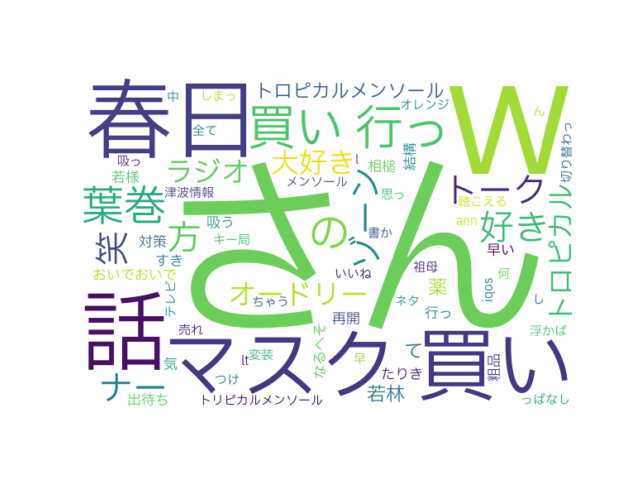 中 しまっ トロピカルメンソール オレンジ W ん
春日 全て 買い 行っ 結構 切り替わっ
吸っ ラジオ 大好き l 相槌 トーク
若様 津波情報 メンソール 思っ 聴こえる
葉巻 吸う の ゾーン 書か ann 好き トロピカル
笑 対策 方 キー局 さん 早い
すき いいね 祖母 何
おいでおいで オードリー 薬 iqos し
テレビ ちゃう ネタ 行っ 浮かば
話 売れ マスク 再開 買い
気 lt 変装 なるへそ 早 て たりき 粗品
ナー つけ 若林
出待ち トリピカルメンソール っぱなし